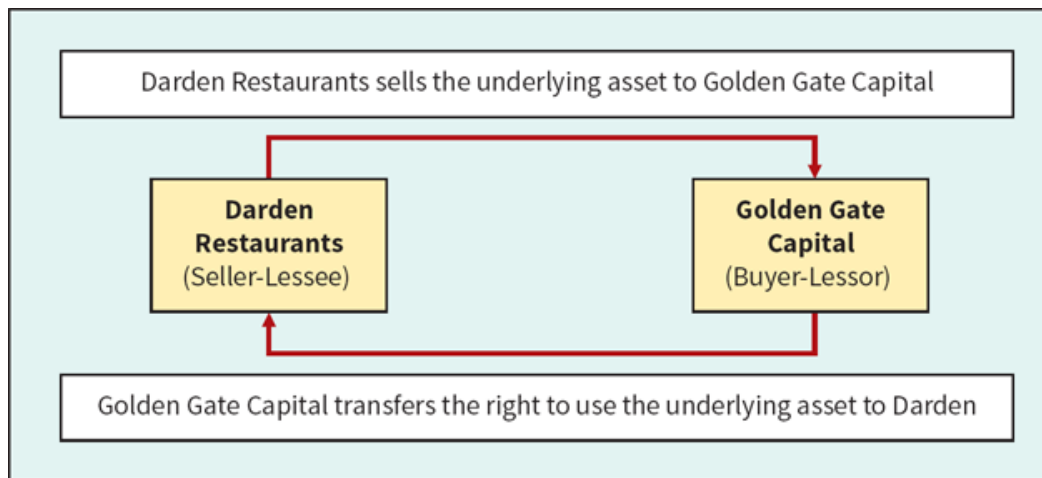 Darden Restaurants sells the underlying asset to Golden Gate Capital
Darden
Restaurants
(Seller-Lessee)
Golden Gate
Capital
(Buyer-Lessor)
Golden Gate Capital transfers the right to use the underlying asset to Darden